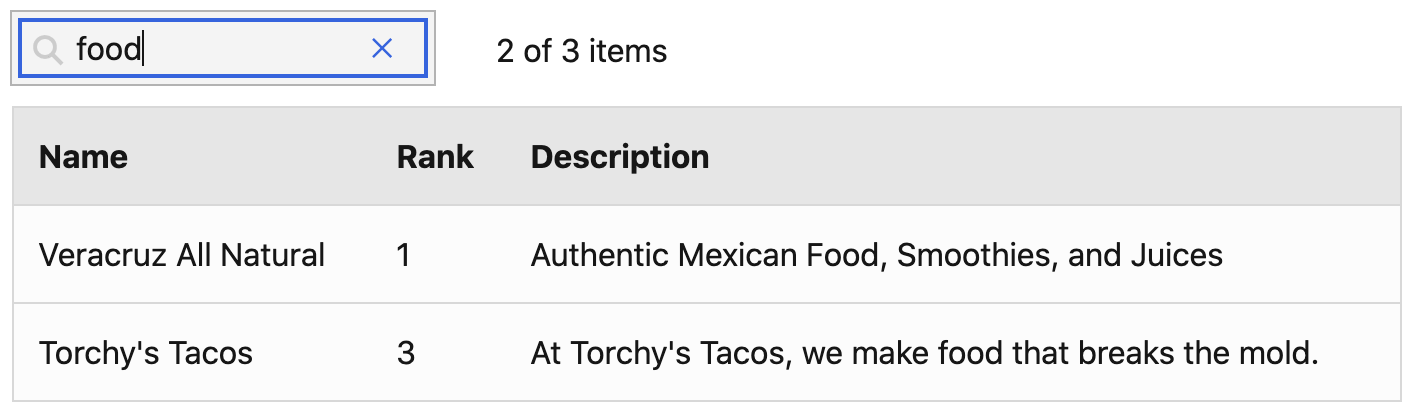 food 2 of 3 items
Name Rank Description
Veracruz All Natural 1 Authentic Mexican Food, Smoothies, and Juices
Torchy's Tacos 3 At Torchy's Tacos, we make food that breaks the mold.